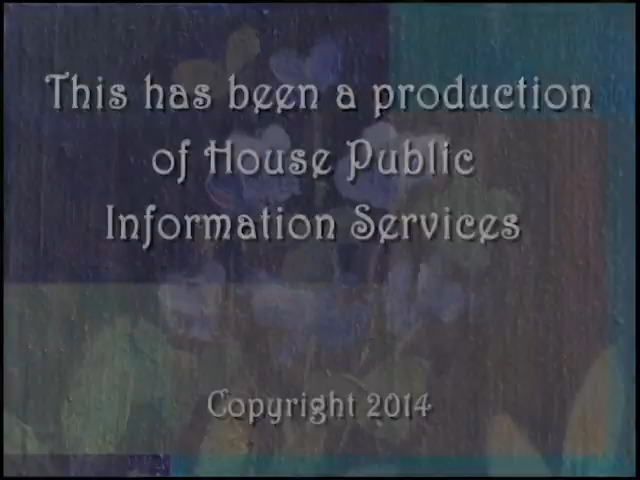 This has been a production
of House Public
Information Services
Copyright 2014